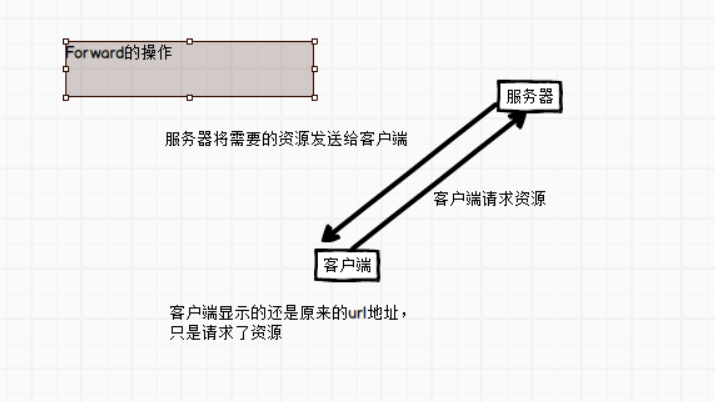 Forward的操作
服务器
服务器将需要的资源发送给客户端
客户端请求资源
客户端
客户端显示的还是原来的url地址，
只是请求了资源